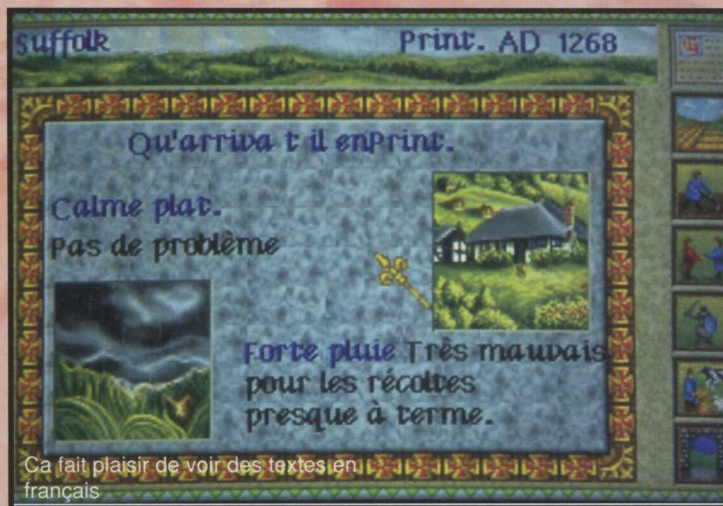 Suffolk Print. AD 1268
Qu'arriva t il enPrint.
Calme plat.
Pas de problème
Forte pluie Très mauvais
pour les récoltes
presque à terme.
Ca fait plaisir de voir des textes en
français